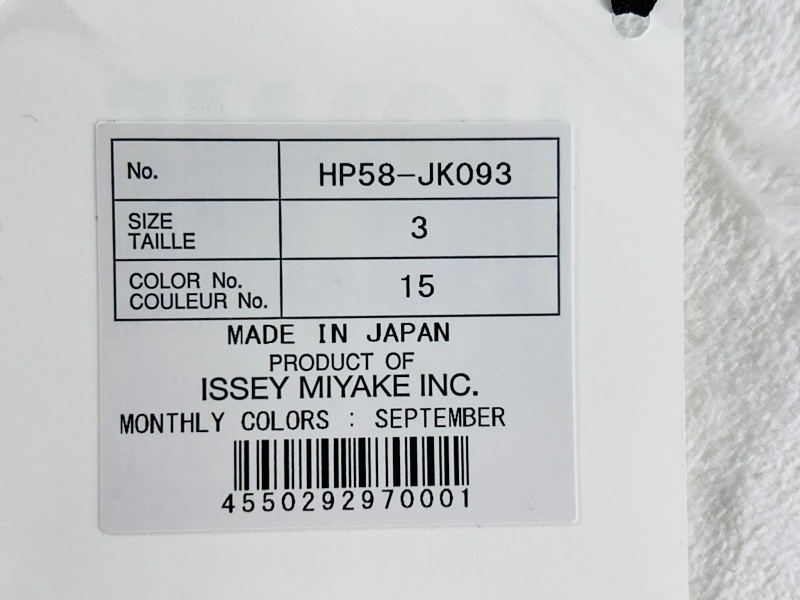 No. HP58-JK093
SIZE
TAILLE
3
COLOR No.
COULEUR No.
15
MADE IN JAPAN
PRODUCT OF
ISSEY MIYAKE INC.
MONTHLY COLORS : SEPTEMBER
4550292970001